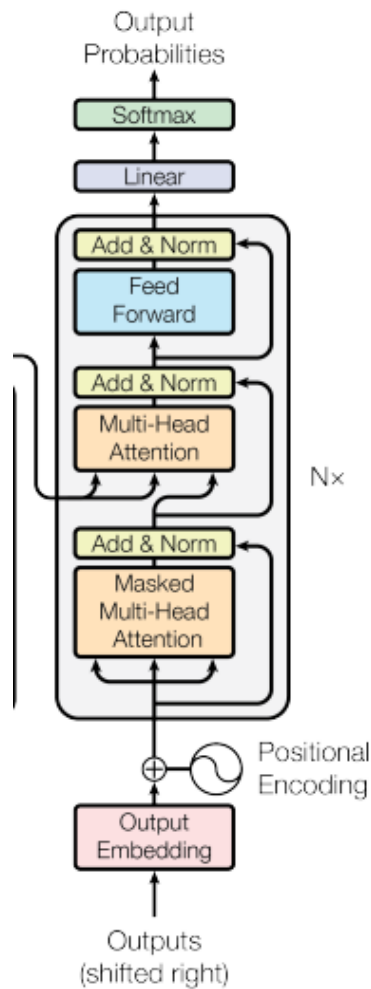 Output
Probabilities
Softmax
Linear
Add & Norm
Feed
Forward
Add & Norm
Multi-Head
Attention
N×
Add & Norm
Masked
Multi-Head
Attention
Positional
Encoding
Output
Embedding
Outputs
(shifted right)